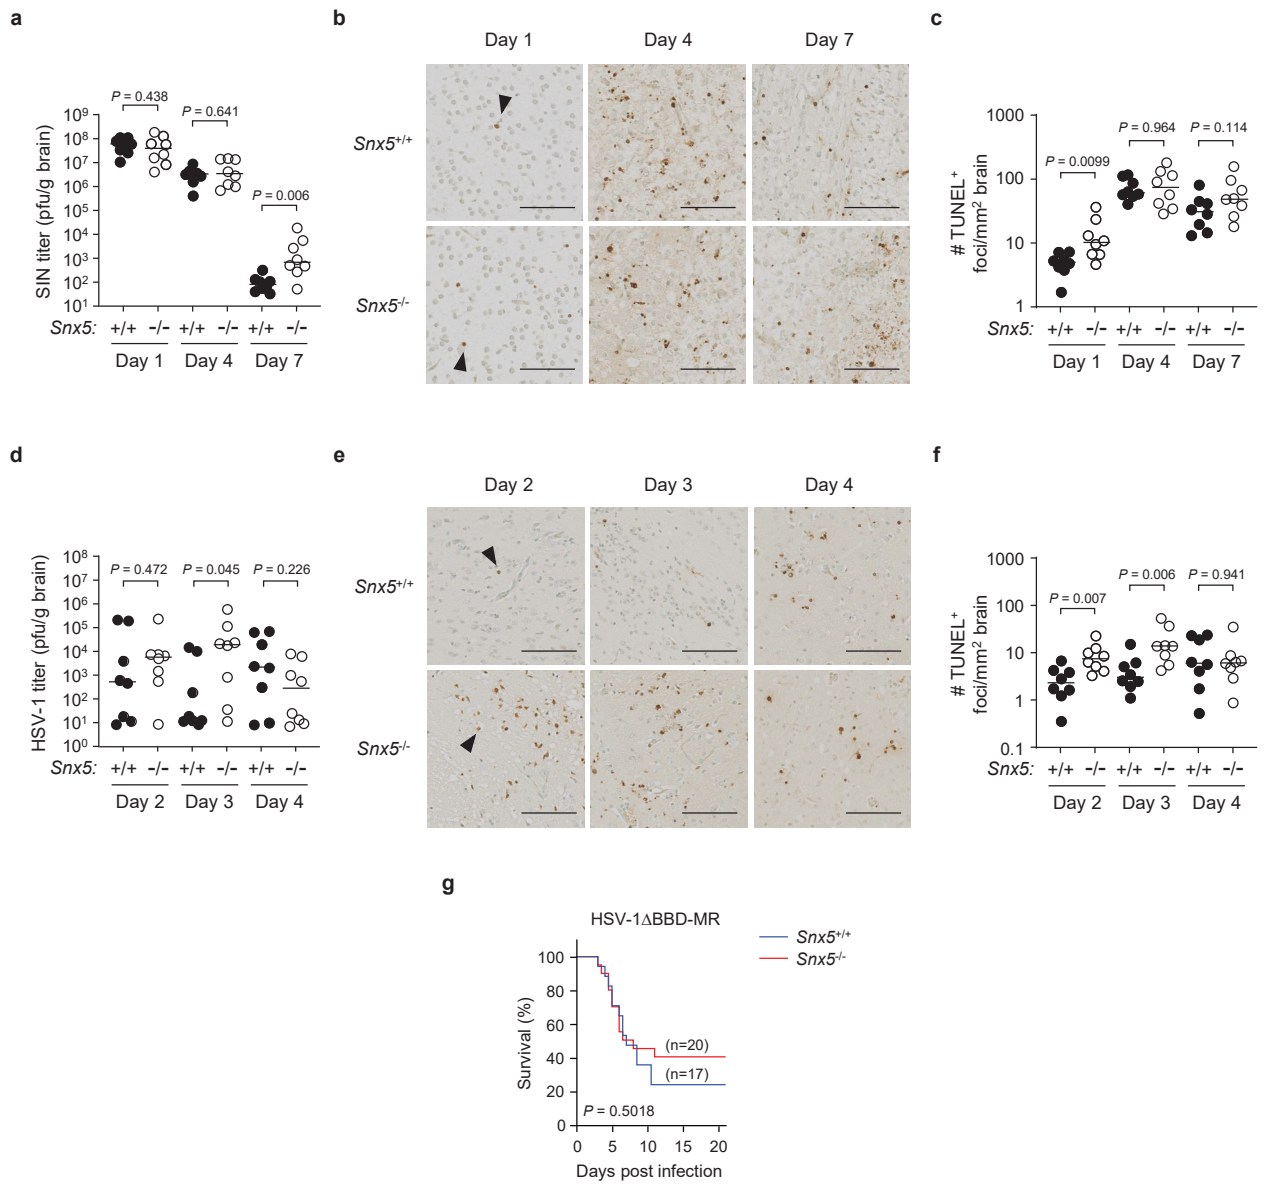 a
SIN titer (pfu/g brain)
10⁹
10⁸
10⁷
10⁶
10⁵
10⁴
10³
10²
10¹
P = 0.438
P = 0.641
P = 0.006
Snx5: +/+ -/- +/+ -/- +/+ -/-
Day 1 Day 4 Day 7
b
Day 1 Day 4 Day 7
Snx5+/+
Snx5-/-
c
# TUNEL+
foci/mm² brain
1000
100
10
1
P = 0.0099
P = 0.964
P = 0.114
Snx5: +/+ -/- +/+ -/- +/+ -/-
Day 1 Day 4 Day 7
d
HSV-1 titer (pfu/g brain)
10⁸
10⁷
10⁶
10⁵
10⁴
10³
10²
10¹
10⁰
P = 0.472 P = 0.045 P = 0.226
Snx5: +/+ -/- +/+ -/- +/+ -/-
Day 2 Day 3 Day 4
e
Day 2 Day 3 Day 4
Snx5+/+
Snx5-/-
f
# TUNEL+
foci/mm² brain
1000
100
10
1
0.1
P = 0.007
P = 0.006
P = 0.941
Snx5: +/+ -/- +/+ -/- +/+ -/-
Day 2 Day 3 Day 4
g
HSV-1ΔBBD-MR
Snx5+/+
Snx5-/-
Survival (%)
100
80
60
40
20
0
(n=20)
(n=17)
P = 0.5018
0 5 10 15 20
Days post infection